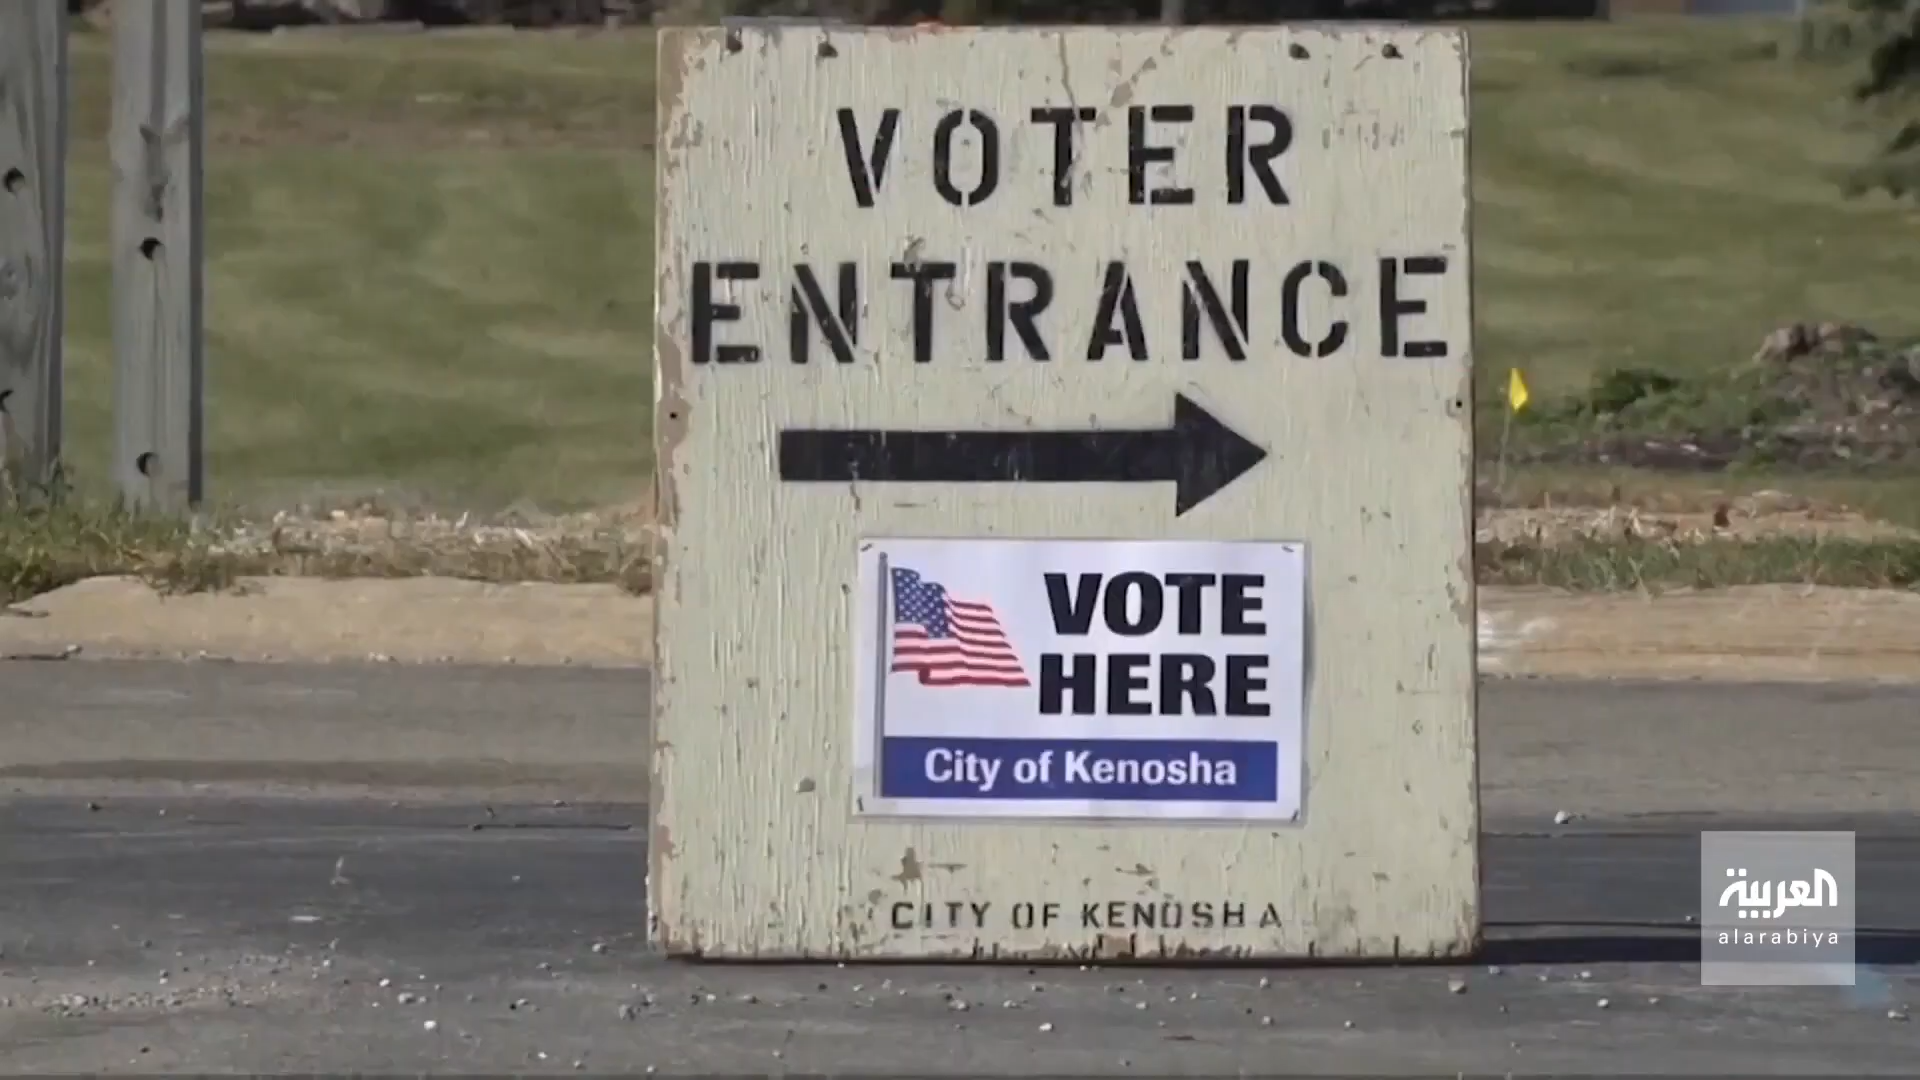 VOTER
ENTRANCE
VOTE
HERE
City of Kenosha
CITY OF KENOSHA
العربية
alarabiya